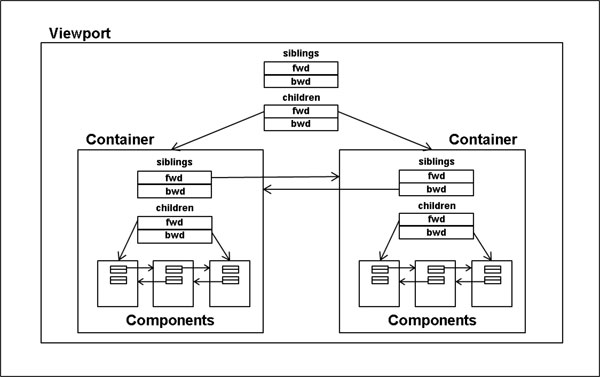 Viewport
siblings
fwd
bwd
children
fwd
bwd
Container
siblings
fwd
bwd
children
fwd
bwd
Components
Container
siblings
fwd
bwd
children
fwd
bwd
Components